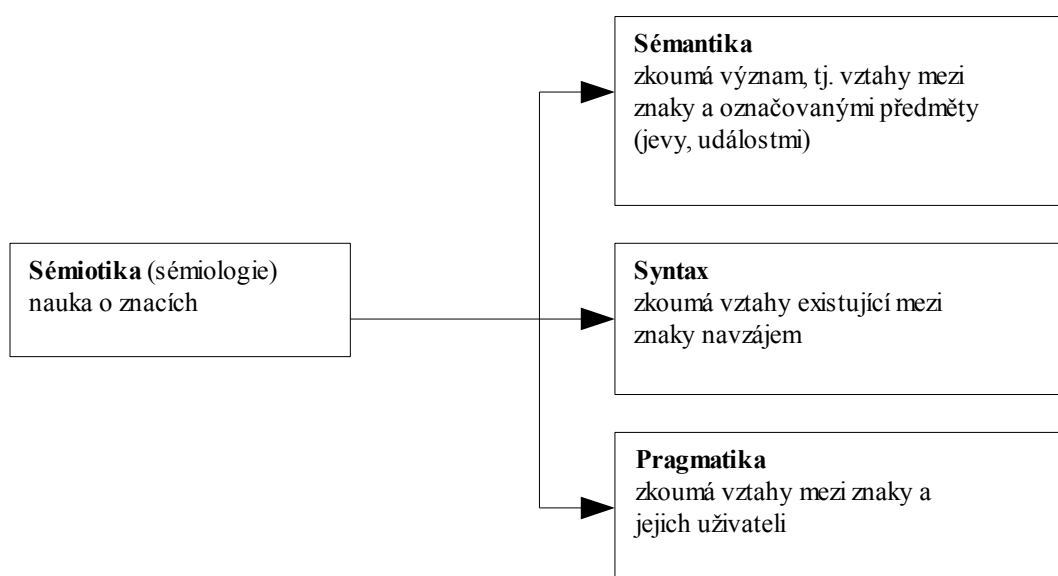 Sémantika
zkoumá význam, tj. vztahy mezi
znaky a označovanými předměty
(jevy, událostmi)
Sémiotika (sémiologie)
nauka o znacích
Syntax
zkoumá vztahy existující mezi
znaky navzájem
Pragmatika
zkoumá vztahy mezi znaky a
jejich uživateli